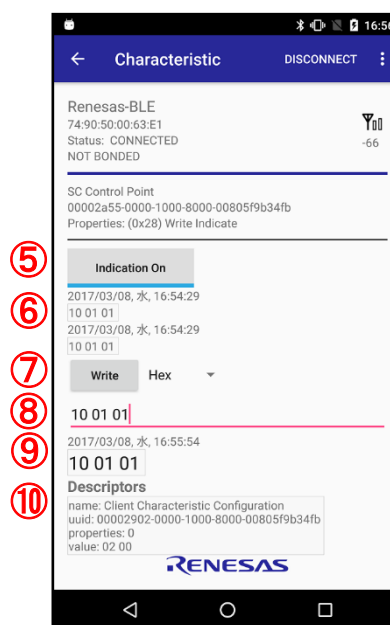 16:56
Characteristic DISCONNECT
Renesas-BLE
74:90:50:00:63:E1
Status: CONNECTED
-66
NOT BONDED
SC Control Point
00002a55-0000-1000-8000-00805f9b34fb
Properties: (0x28) Write Indicate
⑤ Indication On
2017/03/08, 水, 16:54:29
⑥ 10 01 01
2017/03/08, 水, 16:54:29
10 01 01
⑦ Write Hex
⑧ 10 01 01
2017/03/08, 水, 16:55:54
⑨ 10 01 01
⑩ Descriptors
name: Client Characteristic Configuration
uuid: 00002902-0000-1000-8000-00805f9b34fb
properties: 0
value: 02 00
RENESAS